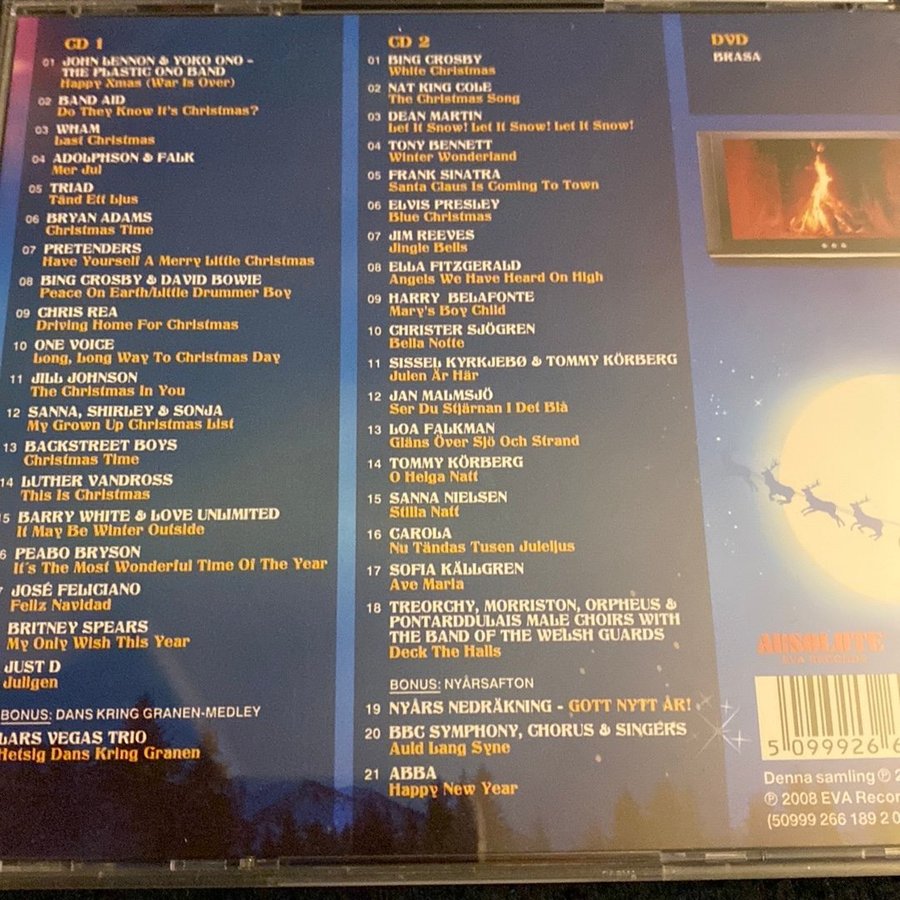 CD 1
01 JOHN LENNON & YOKO ONO –
THE PLASTIC ONO BAND
Happy Xmas (War Is Over)
02 BAND AID
Do They Know It's Christmas?
03 WHAM
Last Christmas
04 ADOLPHSON & FALK
Mer Jul
05 TRIAD
Tänd Ett Ljus
06 BRYAN ADAMS
Christmas Time
07 PRETENDERS
Have Yourself A Merry Little Christmas
08 BING CROSBY & DAVID BOWIE
Peace On Earth/Little Drummer Boy
09 CHRIS REA
Driving Home For Christmas
10 ONE VOICE
Long, Long Way To Christmas Day
11 JILL JOHNSON
The Christmas In You
12 SANNA, SHIRLEY & SONJA
My Grown Up Christmas List
13 BACKSTREET BOYS
Christmas Time
14 LUTHER VANDROSS
This Is Christmas
5 BARRY WHITE & LOVE UNLIMITED
It May Be Winter Outside
6 PEABO BRYSON
It's The Most Wonderful Time Of The Year
7 JOSÉ FELICIANO
Feliz Navidad
BRITNEY SPEARS
My Only Wish This Year
JUST D
Juligen
BONUS: DANS KRING GRANEN-MEDLEY
LARS VEGAS TRIO
Hetsig Dans Kring Granen
CD 2
01 BING CROSBY
White Christmas
02 NAT KING COLE
The Christmas Song
03 DEAN MARTIN
Let It Snow! Let It Snow! Let It Snow!
04 TONY BENNETT
Winter Wonderland
05 FRANK SINATRA
Santa Claus Is Coming To Town
06 ELVIS PRESLEY
Blue Christmas
07 JIM REEVES
Jingle Bells
08 ELLA FITZGERALD
Angels We Have Heard On High
09 HARRY BELAFONTE
Mary's Boy Child
10 CHRISTER SJÖGREN
Bella Notte
11 SISSEL KYRKJEBØ & TOMMY KÖRBERG
Julen Är Här
12 JAN MALMSJÖ
Ser Du Stjärnan I Det Blå
13 LOA FALKMAN
Gläns Över Sjö Och Strand
14 TOMMY KÖRBERG
O Helga Natt
15 SANNA NIELSEN
Stilla Natt
16 CAROLA
Nu Tändas Tusen Juleljus
17 SOFIA KÄLLGREN
Ave Maria
18 TREORCHY, MORRISTON, ORPHEUS &
PONTARDDULAIS MALE CHOIRS WITH
THE BAND OF THE WELSH GUARDS
Deck The Halls
BONUS: NYÅRSAFTON
19 NYÅRS NEDRÄKNING - GOTT NYTT ÅR!
20 BBC SYMPHONY, CHORUS & SINGERS
Auld Lang Syne
21 ABBA
Happy New Year
DVD
BRASA
ABSOLUTE
EVA RECORDS
5 099926 6
Denna samling ℗ 2
℗ 2008 EVA Recor
(50999 266 189 2 0